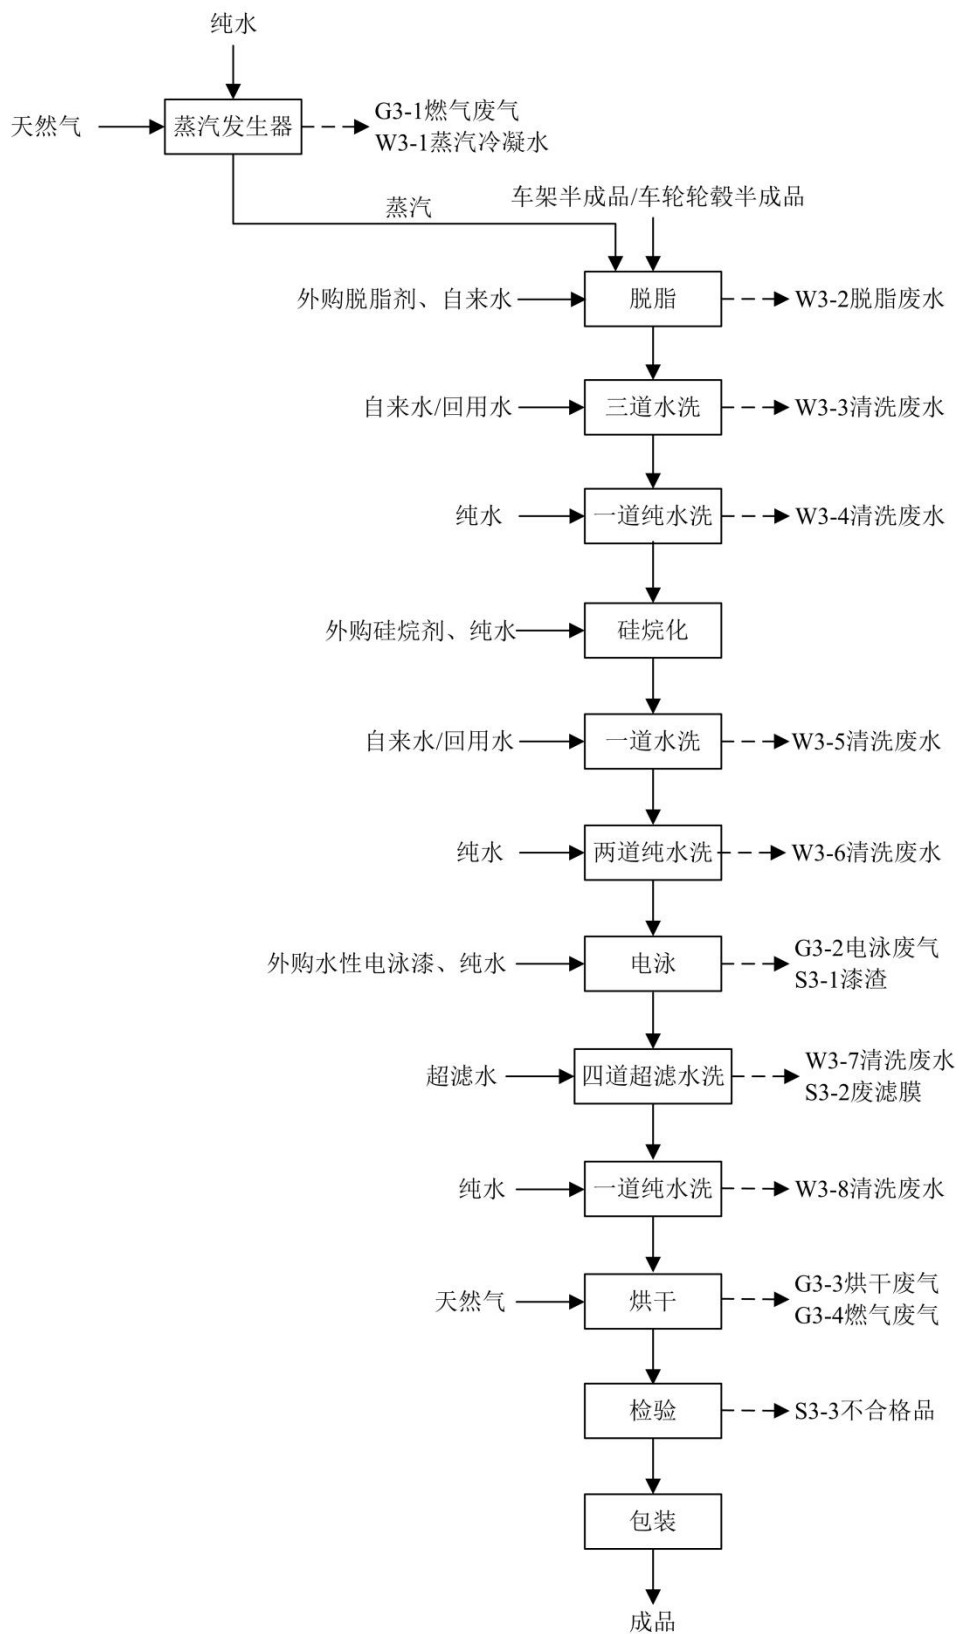 纯水
天然气
蒸汽发生器
G3-1燃气废气
W3-1蒸汽冷凝水
蒸汽
车架半成品/车轮轮毂半成品
外购脱脂剂、自来水
脱脂
W3-2脱脂废水
自来水/回用水
三道水洗
W3-3清洗废水
纯水
一道纯水洗
W3-4清洗废水
外购硅烷剂、纯水
硅烷化
自来水/回用水
一道水洗
W3-5清洗废水
纯水
两道纯水洗
W3-6清洗废水
外购水性电泳漆、纯水
电泳
G3-2电泳废气
S3-1漆渣
超滤水
四道超滤水洗
W3-7清洗废水
S3-2废滤膜
纯水
一道纯水洗
W3-8清洗废水
天然气
烘干
G3-3烘干废气
G3-4燃气废气
检验
S3-3不合格品
包装
成品